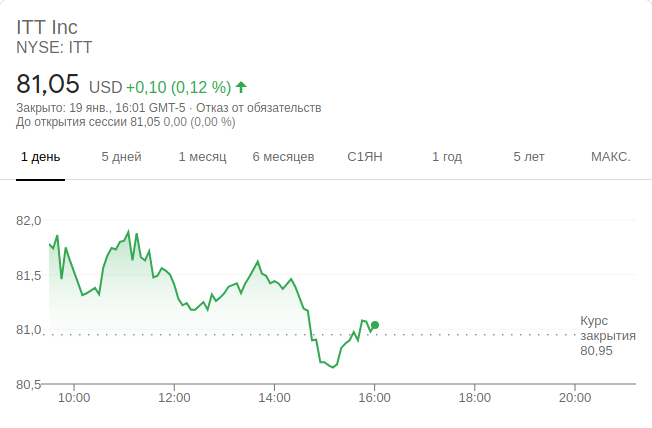 ITT Inc
NYSE: ITT
81,05 USD +0,10 (0,12 %)
Закрыто: 19 янв., 16:01 GMT-5 · Отказ от обязательств
До открытия сессии 81,05 0,00 (0,00 %)
1 день 5 дней 1 месяц 6 месяцев С1ЯН 1 год 5 лет МАКС.
82,0
81,5
81,0
Курс
закрытия
80,95
80,5
10:00 12:00 14:00 16:00 18:00 20:00